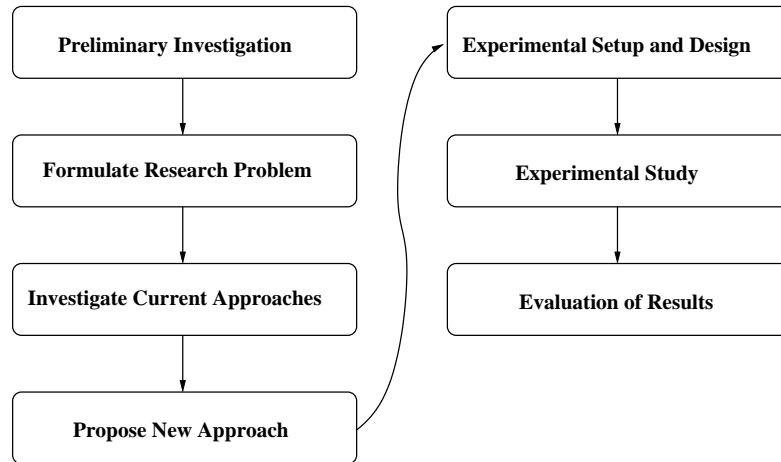 Preliminary Investigation
Formulate Research Problem
Investigate Current Approaches
Propose New Approach
Experimental Setup and Design
Experimental Study
Evaluation of Results